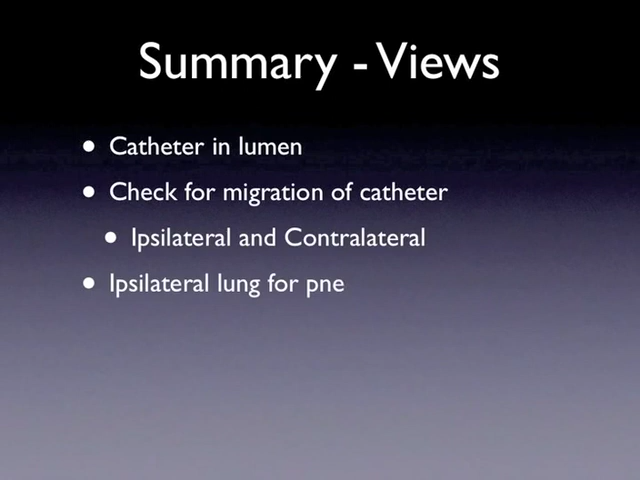 Summary - Views
• Catheter in lumen
• Check for migration of catheter
• Ipsilateral and Contralateral
• Ipsilateral lung for pne